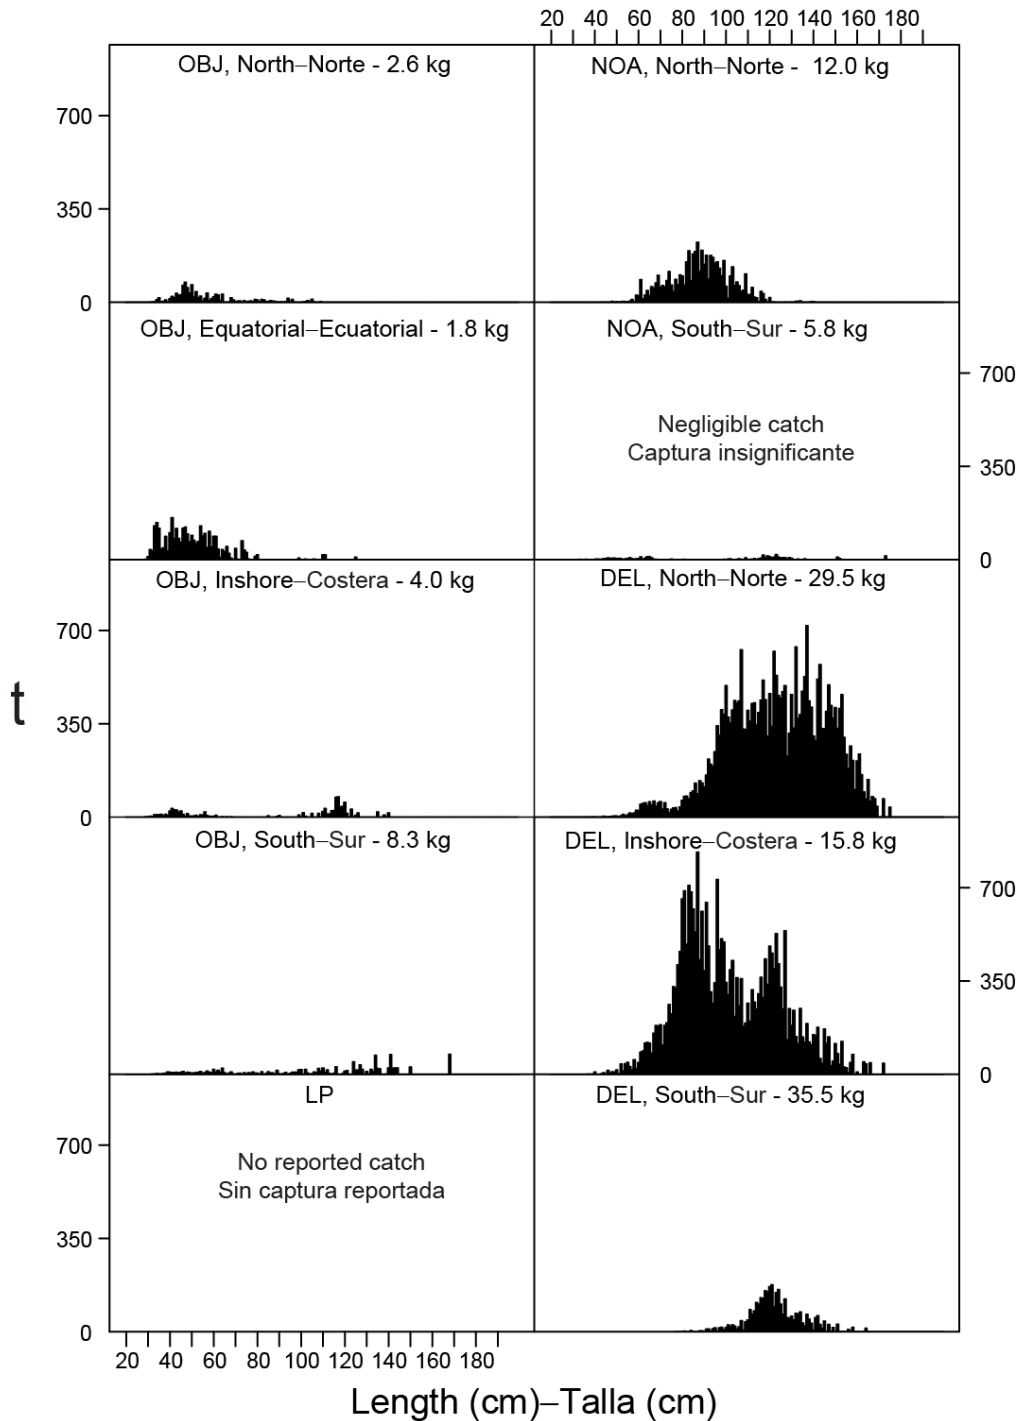 20 40 60 80 100 120 140 160 180
OBJ, North–Norte - 2.6 kg
NOA, North–Norte - 12.0 kg
700
350
0
OBJ, Equatorial–Ecuatorial - 1.8 kg
NOA, South–Sur - 5.8 kg
Negligible catch
Captura insignificante
700
350
0
OBJ, Inshore–Costera - 4.0 kg
DEL, North–Norte - 29.5 kg
700
350
0
t
OBJ, South–Sur - 8.3 kg
DEL, Inshore–Costera - 15.8 kg
700
350
0
LP
No reported catch
Sin captura reportada
DEL, South–Sur - 35.5 kg
700
350
0
20 40 60 80 100 120 140 160 180
Length (cm)–Talla (cm)